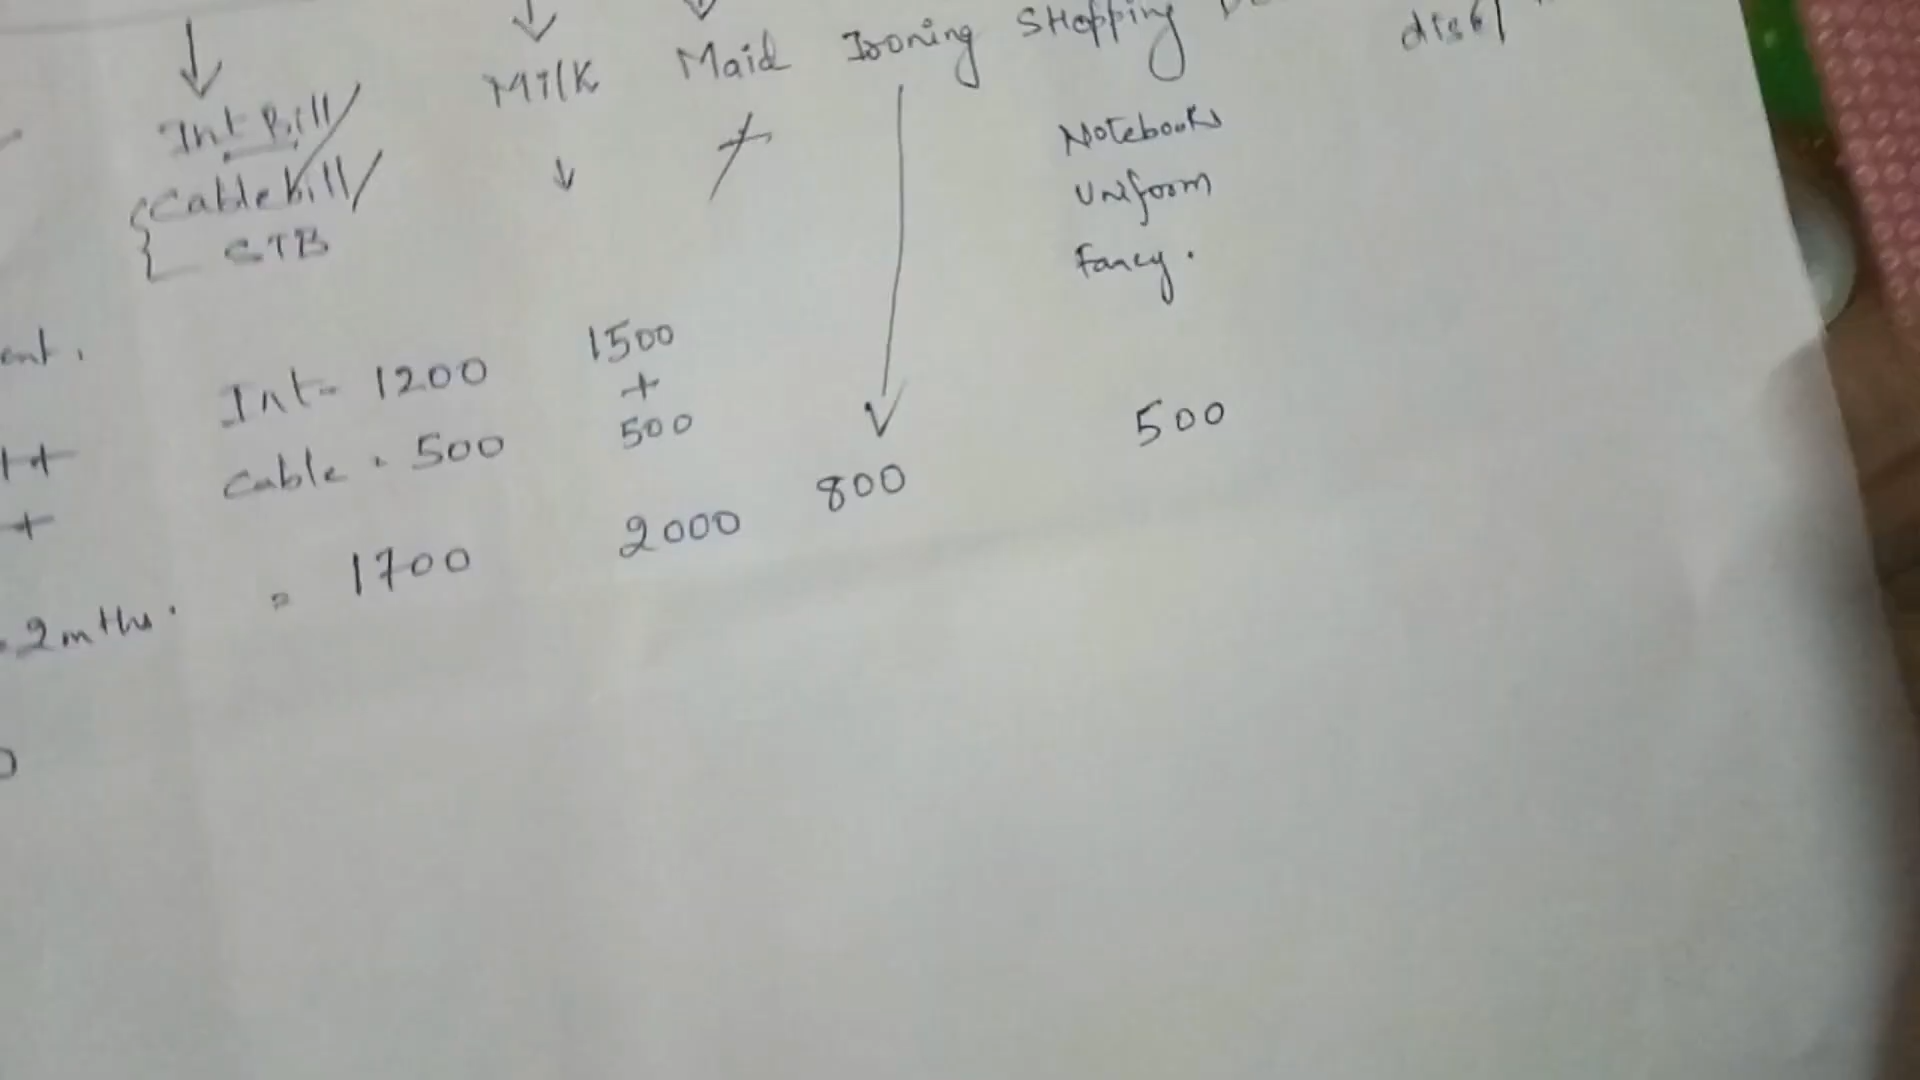 Milk Maid Ironing Shopping
Int Bill
Cable bill
STB
Notebooks
Uniform
Fancy.
Int - 1200
Cable . 500
= 1700
1500
+
500
2000
800
500
2mths.